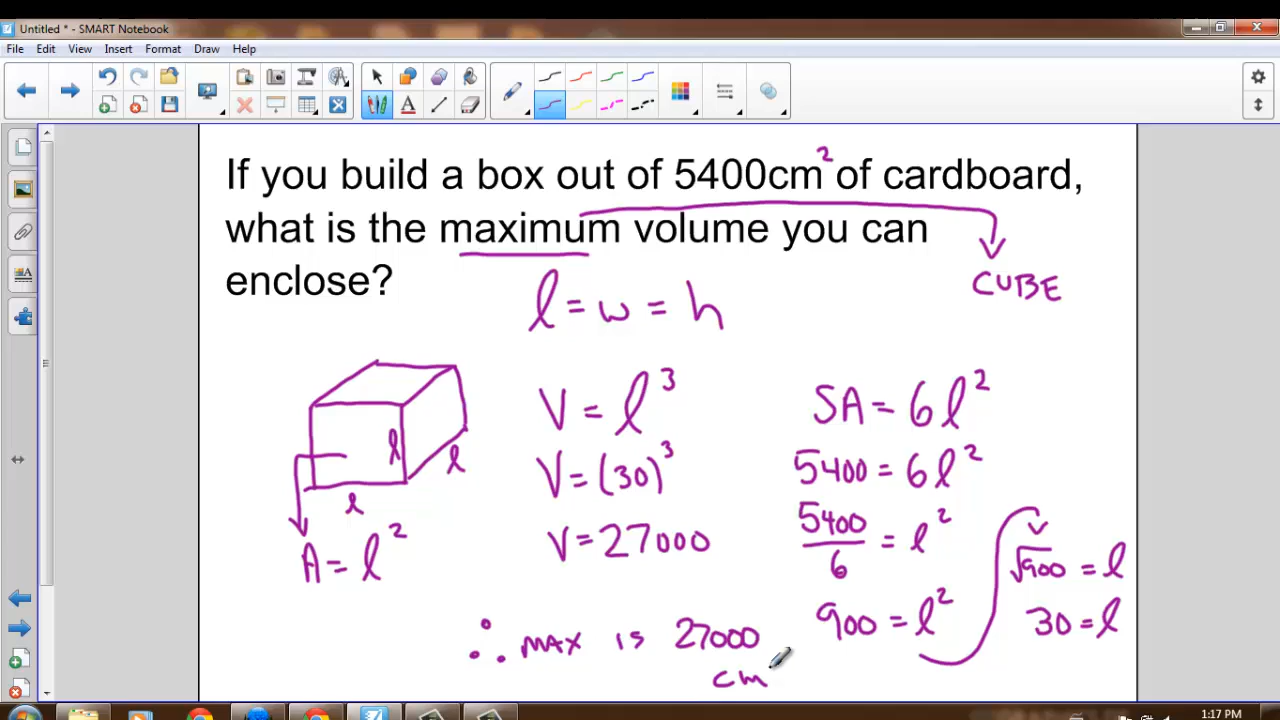 Untitled * - SMART Notebook
File Edit View Insert Format Draw Help
If you build a box out of 5400cm² of cardboard,
what is the maximum volume you can
enclose?
CUBE
l = w = h
l
l
l
A = l²
V = l³
V = (30)³
V = 27000
SA = 6l²
5400 = 6l²
5400/6 = l²
900 = l²
√900 = l
30 = l
∴ MAX is 27000
cm
1:17 PM